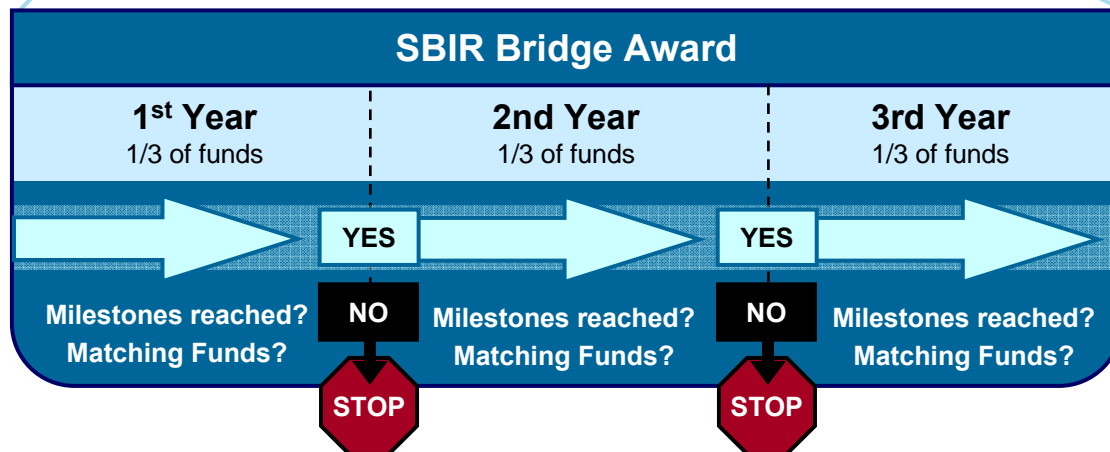 SBIR Bridge Award
1st Year
1/3 of funds
2nd Year
1/3 of funds
3rd Year
1/3 of funds
YES
YES
Milestones reached?
Matching Funds?
NO
Milestones reached?
Matching Funds?
NO
Milestones reached?
Matching Funds?
STOP
STOP